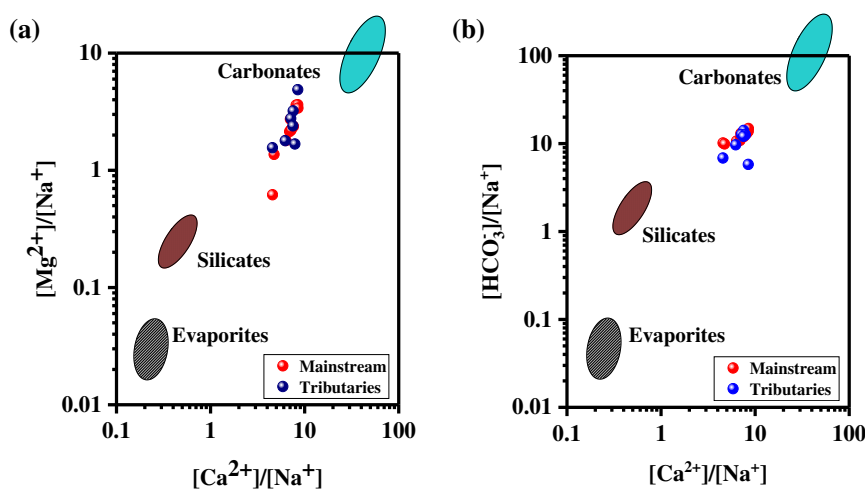 (a)
10
1
0.1
0.01
[Mg²⁺]/[Na⁺]
Carbonates
Silicates
Evaporites
Mainstream
Tributaries
0.1 1 10 100
[Ca²⁺]/[Na⁺]
(b)
100
10
1
0.1
0.01
[HCO₃⁻]/[Na⁺]
Carbonates
Silicates
Evaporites
Mainstream
Tributaries
0.1 1 10 100
[Ca²⁺]/[Na⁺]